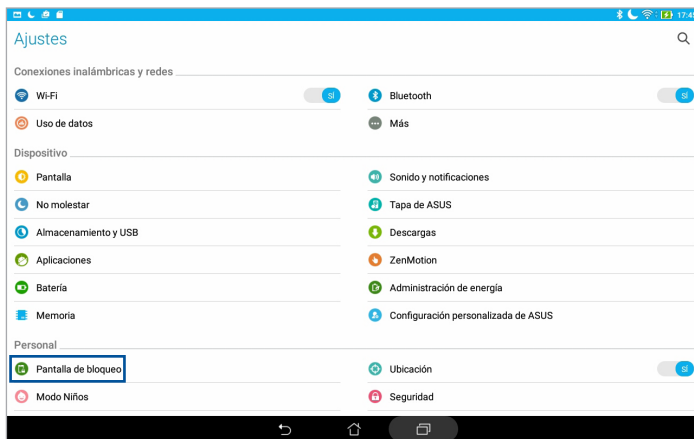 17:45
Ajustes
Conexiones inalámbricas y redes
Wi-Fi SÍ Bluetooth SÍ
Uso de datos Más
Dispositivo
Pantalla Sonido y notificaciones
No molestar Tapa de ASUS
Almacenamiento y USB Descargas
Aplicaciones ZenMotion
Batería Administración de energía
Memoria Configuración personalizada de ASUS
Personal
Pantalla de bloqueo Ubicación SÍ
Modo Niños Seguridad